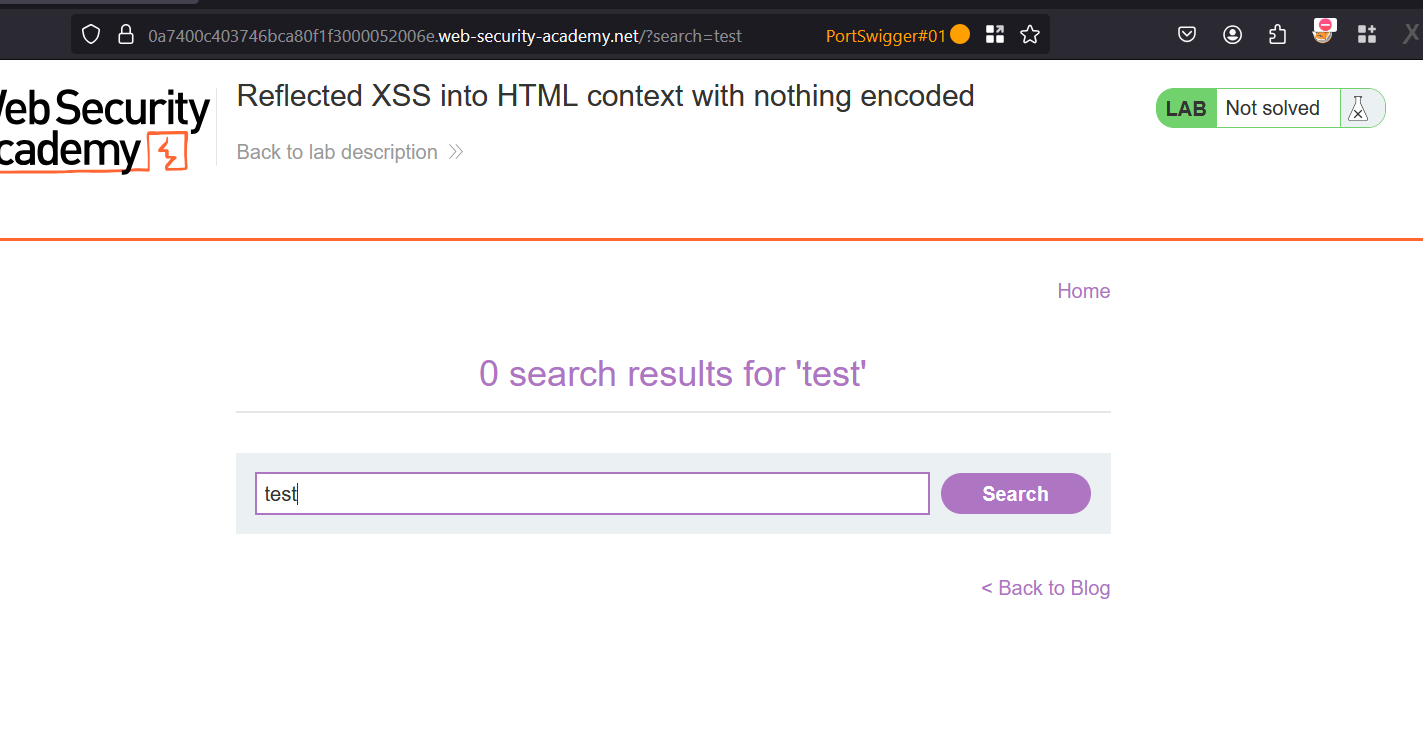 0a7400c403746bca80f1f3000052006e.web-security-academy.net/?search=test PortSwigger#01
Web Security
Academy
Reflected XSS into HTML context with nothing encoded
Back to lab description
LAB Not solved
Home
0 search results for 'test'
test
Search
< Back to Blog